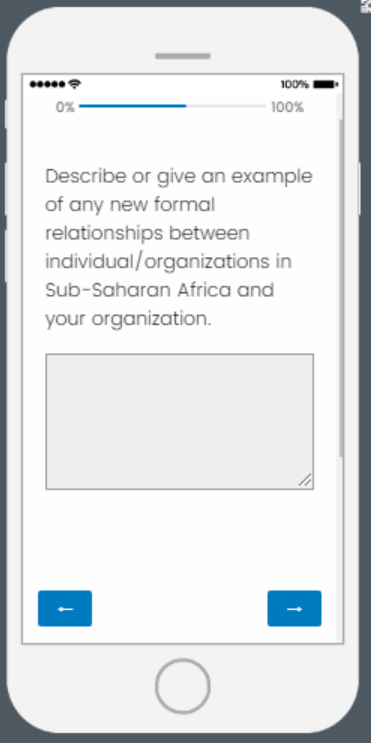 100%
0% 100%
Describe or give an example
of any new formal
relationships between
individual/organizations in
Sub-Saharan Africa and
your organization.
← →